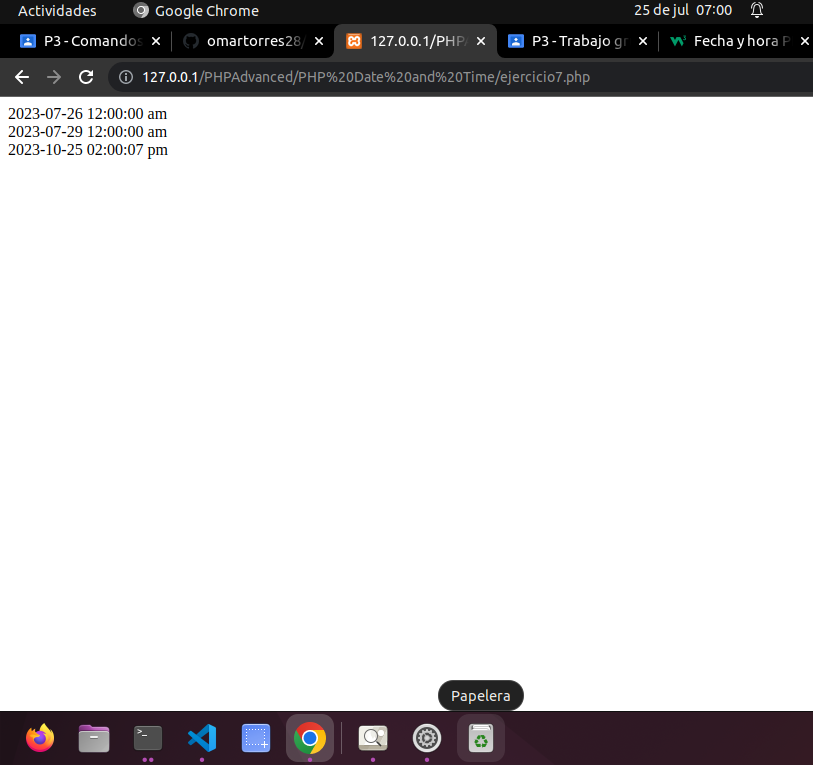 Actividades Google Chrome 25 de jul 07:00
P3 - Comandos omartorres28/ 127.0.0.1/PHPA P3 - Trabajo gr Fecha y hora P
127.0.0.1/PHPAdvanced/PHP%20Date%20and%20Time/ejercicio7.php
2023-07-26 12:00:00 am
2023-07-29 12:00:00 am
2023-10-25 02:00:07 pm
Papelera